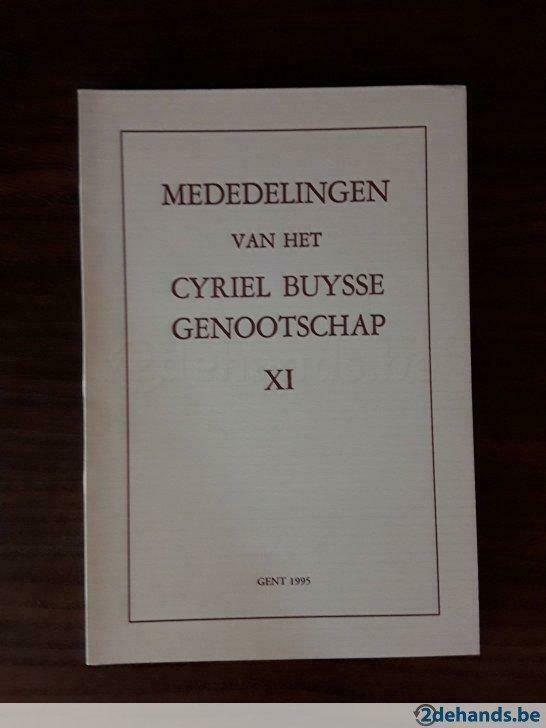 MEDEDELINGEN
VAN HET
CYRIEL BUYSSE
GENOOTSCHAP
XI
GENT 1995
2dehands.be